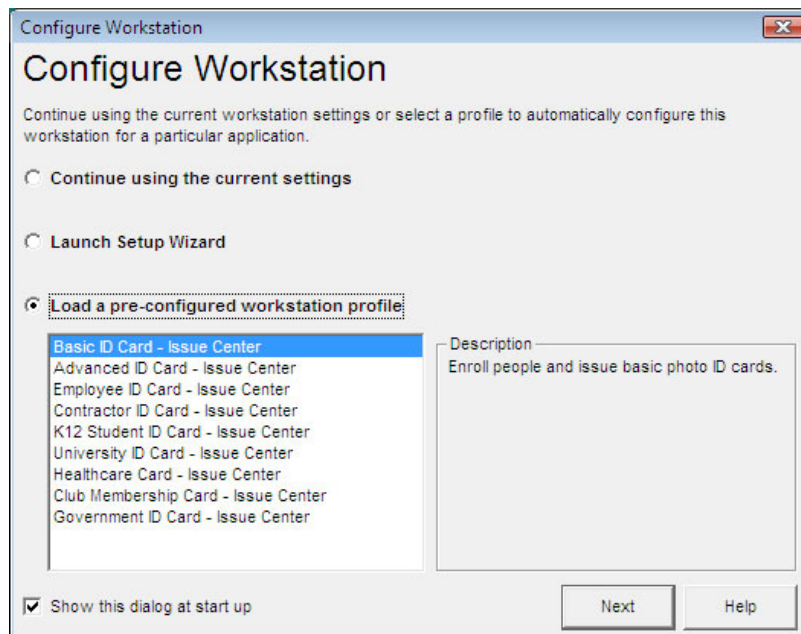 Configure Workstation
Configure Workstation
Continue using the current workstation settings or select a profile to automatically configure this
workstation for a particular application.
Continue using the current settings
Launch Setup Wizard
Load a pre-configured workstation profile
Basic ID Card - Issue Center
Advanced ID Card - Issue Center
Employee ID Card - Issue Center
Contractor ID Card - Issue Center
K12 Student ID Card - Issue Center
University ID Card - Issue Center
Healthcare Card - Issue Center
Club Membership Card - Issue Center
Government ID Card - Issue Center
Description
Enroll people and issue basic photo ID cards.
Show this dialog at start up
Next
Help